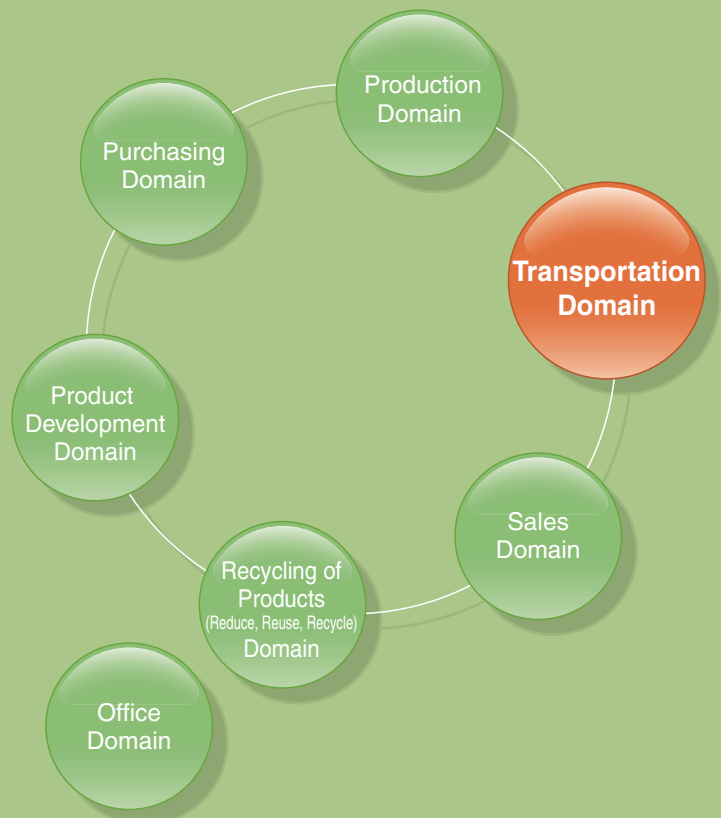 Production
Domain
Purchasing
Domain
Transportation
Domain
Product
Development
Domain
Sales
Domain
Recycling of
Products
(Reduce, Reuse, Recycle)
Domain
Office
Domain